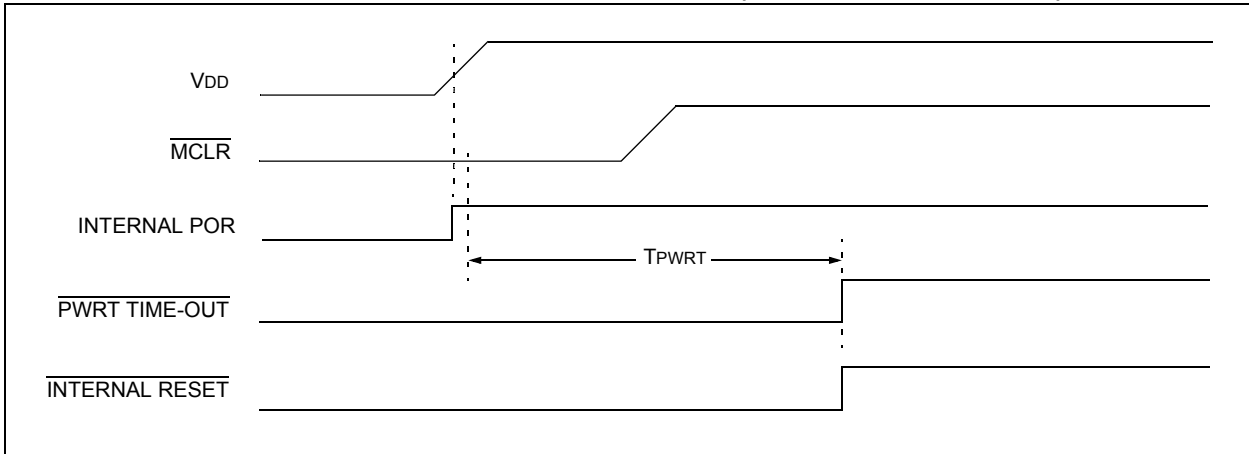 VDD
MCLR
INTERNAL POR
TPWRT
PWRT TIME-OUT
INTERNAL RESET